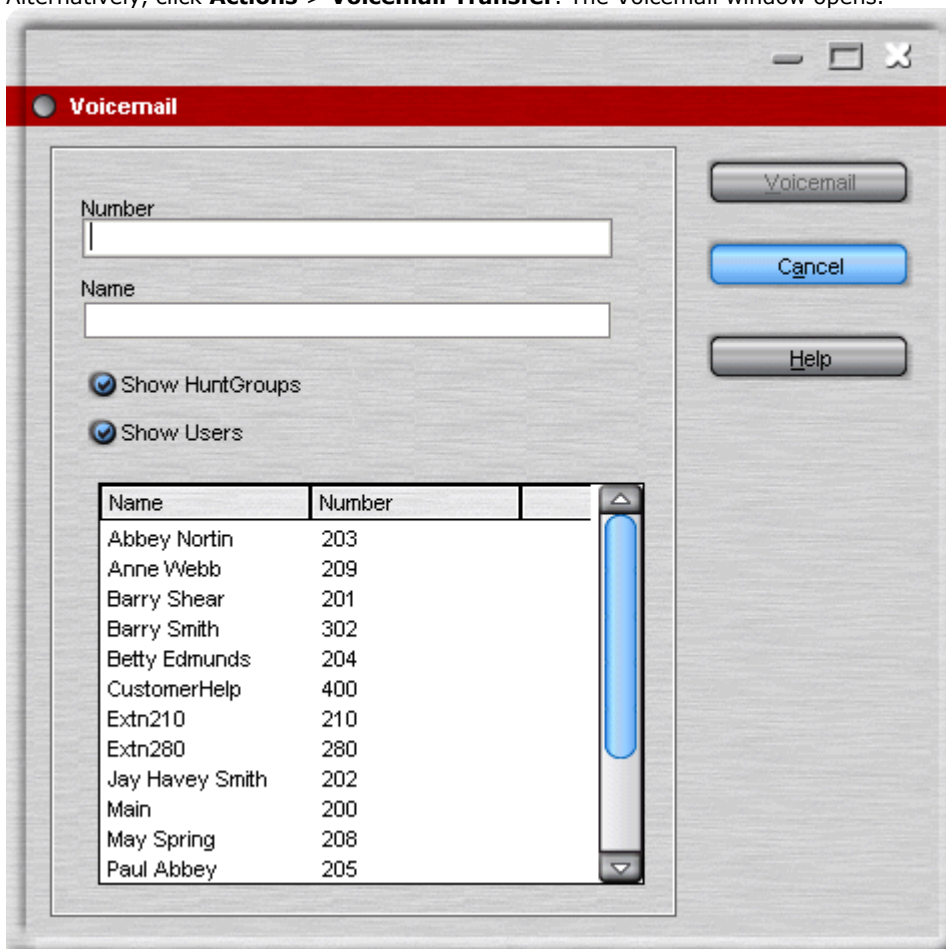 Alternatively, click Actions > Voicemail Transfer. The Voicemail window opens.
Voicemail
Voicemail
Number
Cancel
Name
Help
Show HuntGroups
Show Users
Name Number
Abbey Nortin 203
Anne Webb 209
Barry Shear 201
Barry Smith 302
Betty Edmunds 204
CustomerHelp 400
Extn210 210
Extn280 280
Jay Havey Smith 202
Main 200
May Spring 208
Paul Abbey 205